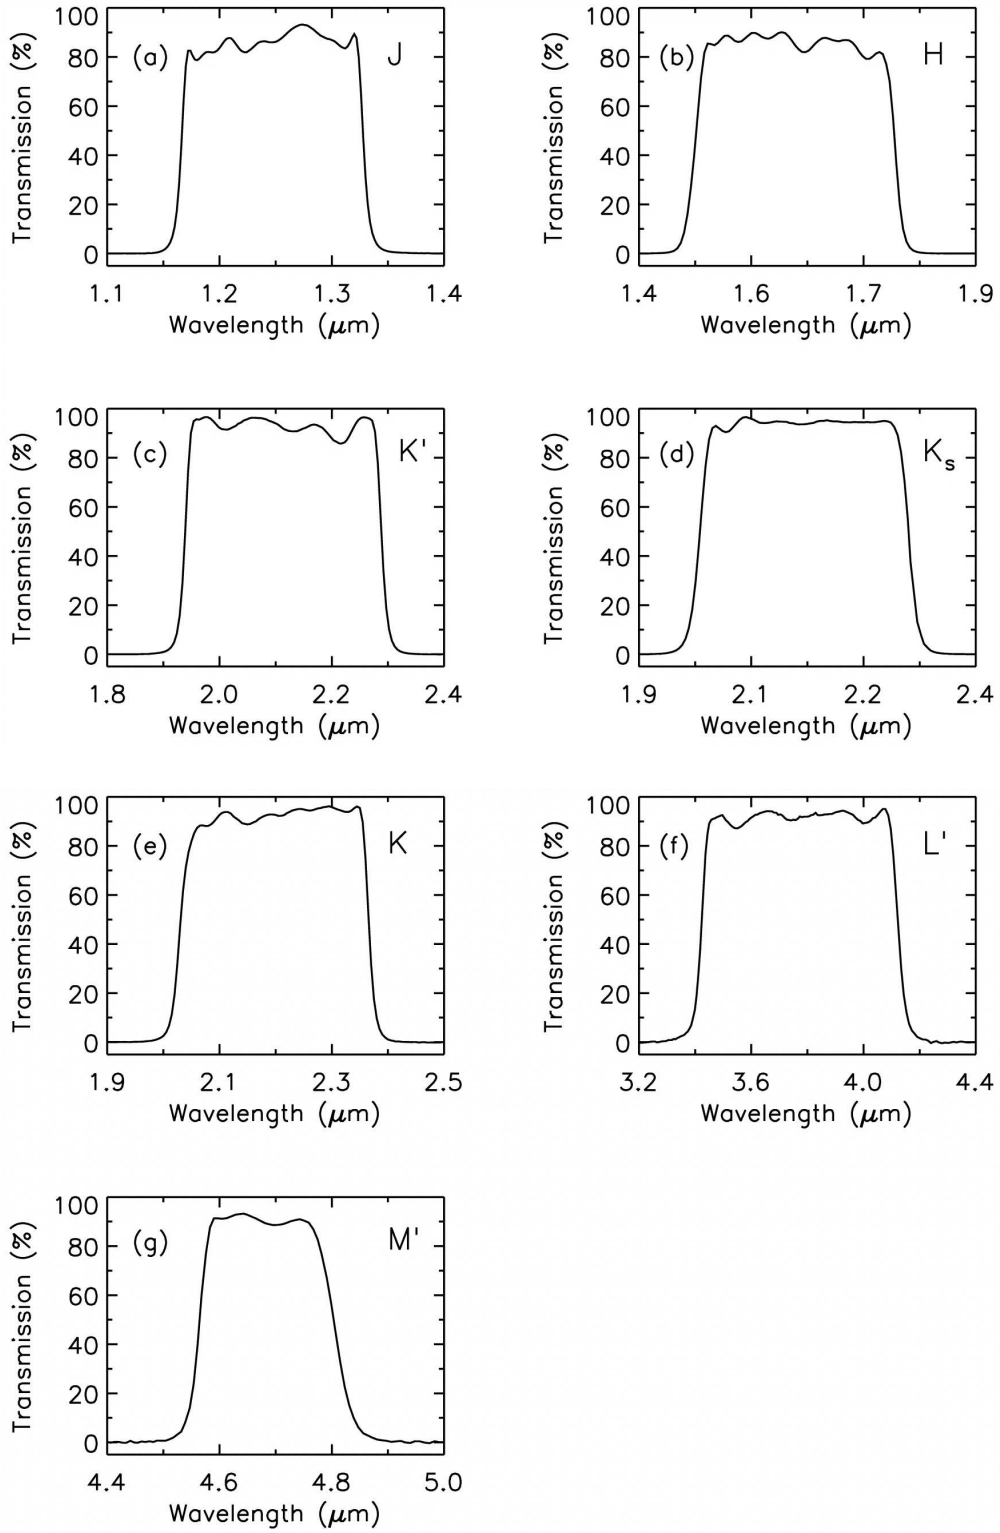 100
80
60
40
20
0
Transmission (%)
(a)
J
1.1 1.2 1.3 1.4
Wavelength (μm)
100
80
60
40
20
0
Transmission (%)
(b)
H
1.4 1.6 1.7 1.9
Wavelength (μm)
100
80
60
40
20
0
Transmission (%)
(c)
K'
1.8 2.0 2.2 2.4
Wavelength (μm)
100
80
60
40
20
0
Transmission (%)
(d)
Ks
1.9 2.1 2.2 2.4
Wavelength (μm)
100
80
60
40
20
0
Transmission (%)
(e)
K
1.9 2.1 2.3 2.5
Wavelength (μm)
100
80
60
40
20
0
Transmission (%)
(f)
L'
3.2 3.6 4.0 4.4
Wavelength (μm)
100
80
60
40
20
0
Transmission (%)
(g)
M'
4.4 4.6 4.8 5.0
Wavelength (μm)